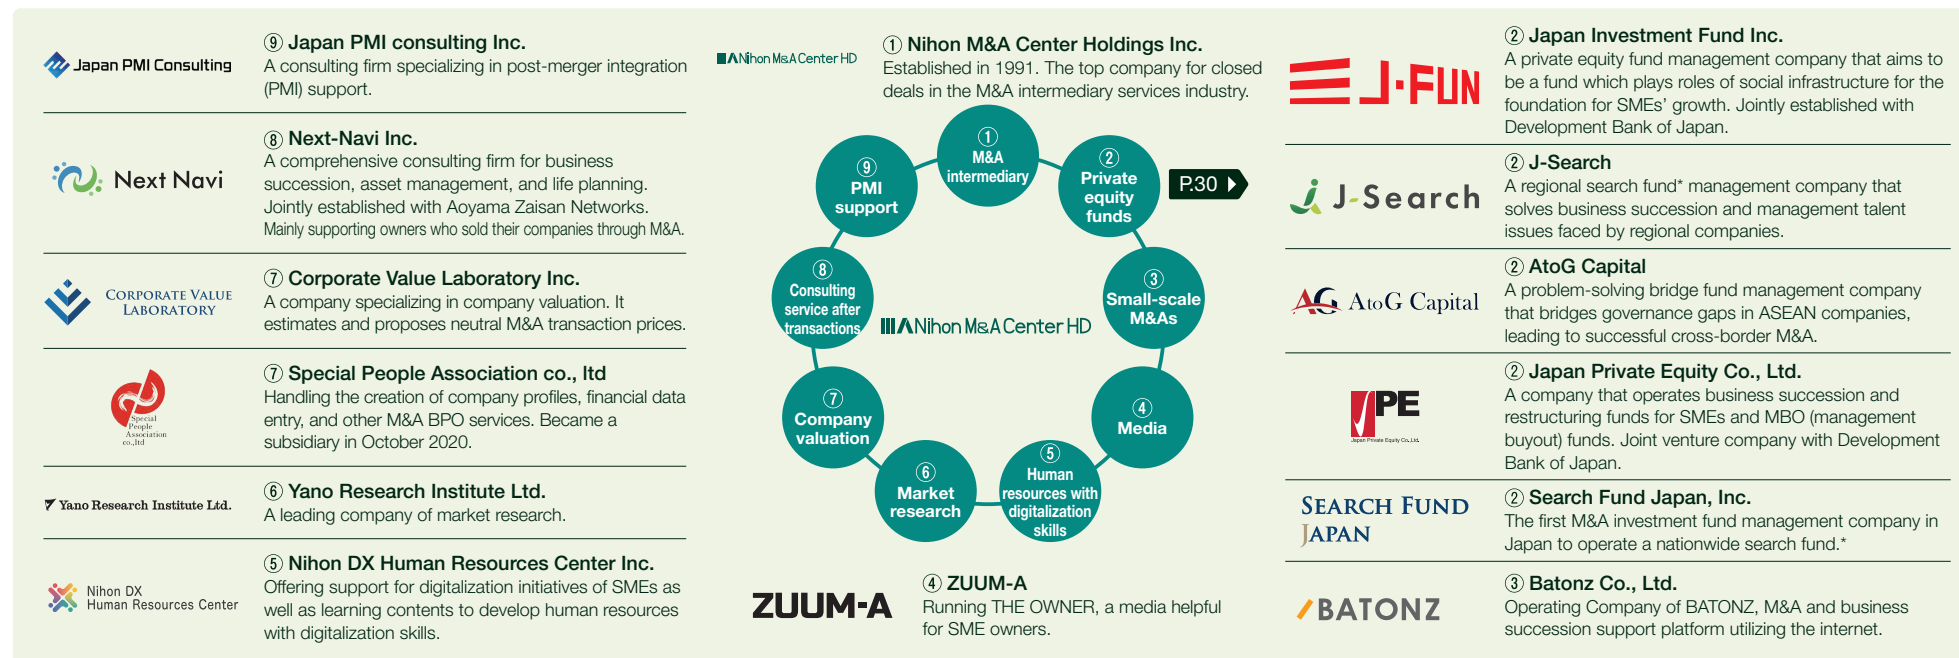 Japan PMI Consulting
⑨ Japan PMI consulting Inc.
A consulting firm specializing in post-merger integration
(PMI) support.
Next Navi
⑧ Next-Navi Inc.
A comprehensive consulting firm for business
succession, asset management, and life planning.
Jointly established with Aoyama Zaisan Networks.
Mainly supporting owners who sold their companies through M&A.
CORPORATE VALUE
LABORATORY
⑦ Corporate Value Laboratory Inc.
A company specializing in company valuation. It
estimates and proposes neutral M&A transaction prices.
Special
People
Association
co.,ltd
⑦ Special People Association co., ltd
Handling the creation of company profiles, financial data
entry, and other M&A BPO services. Became a
subsidiary in October 2020.
Yano Research Institute Ltd.
⑥ Yano Research Institute Ltd.
A leading company of market research.
Nihon DX
Human Resources Center
⑤ Nihon DX Human Resources Center Inc.
Offering support for digitalization initiatives of SMEs as
well as learning contents to develop human resources
with digitalization skills.
Nihon M&A Center HD
① Nihon M&A Center Holdings Inc.
Established in 1991. The top company for closed
deals in the M&A intermediary services industry.
①
M&A
intermediary
②
Private
equity
funds
P.30
③
Small-scale
M&As
④
Media
⑤
Human
resources with
digitalization
skills
⑥
Market
research
⑦
Company
valuation
⑧
Consulting
service after
transactions
⑨
PMI
support
Nihon M&A Center HD
ZUUM-A
④ ZUUM-A
Running THE OWNER, a media helpful
for SME owners.
J-FUN
② Japan Investment Fund Inc.
A private equity fund management company that aims to
be a fund which plays roles of social infrastructure for the
foundation for SMEs’ growth. Jointly established with
Development Bank of Japan.
J-Search
② J-Search
A regional search fund* management company that
solves business succession and management talent
issues faced by regional companies.
AG AtoG Capital
② AtoG Capital
A problem-solving bridge fund management company
that bridges governance gaps in ASEAN companies,
leading to successful cross-border M&A.
JPE
Japan Private Equity Co., Ltd.
② Japan Private Equity Co., Ltd.
A company that operates business succession and
restructuring funds for SMEs and MBO (management
buyout) funds. Joint venture company with Development
Bank of Japan.
SEARCH FUND
JAPAN
② Search Fund Japan, Inc.
The first M&A investment fund management company in
Japan to operate a nationwide search fund.*
BATONZ
③ Batonz Co., Ltd.
Operating Company of BATONZ, M&A and business
succession support platform utilizing the internet.